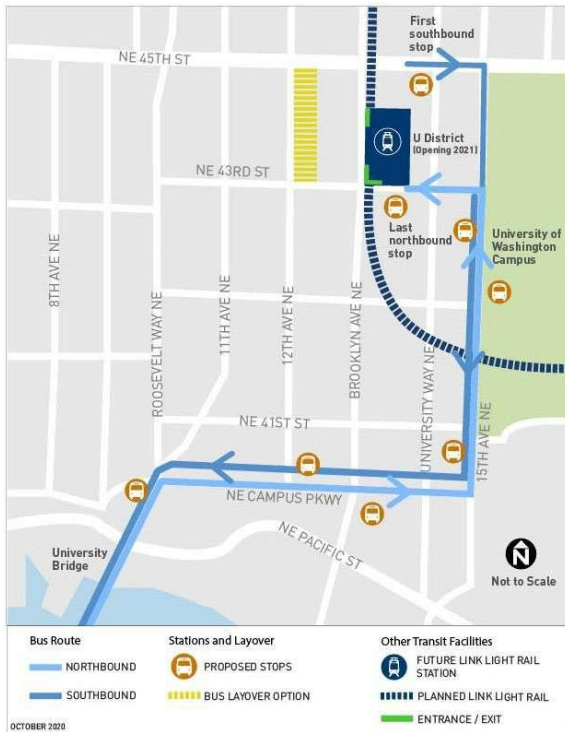 First
southbound
stop
NE 45TH ST
U District
(Opening 2021)
NE 43RD ST
Last
northbound
stop
University of
Washington
Campus
8TH AVE NE
ROOSEVELT WAY NE
11TH AVE NE
12TH AVE NE
BROOKLYN AVE NE
UNIVERSITY WAY NE
15TH AVE NE
NE 41ST ST
NE CAMPUS PKWY
NE PACIFIC ST
University
Bridge
N
Not to Scale
Bus Route
NORTHBOUND
SOUTHBOUND
Stations and Layover
PROPOSED STOPS
BUS LAYOVER OPTION
Other Transit Facilities
FUTURE LINK LIGHT RAIL
STATION
PLANNED LINK LIGHT RAIL
ENTRANCE / EXIT
OCTOBER 2020